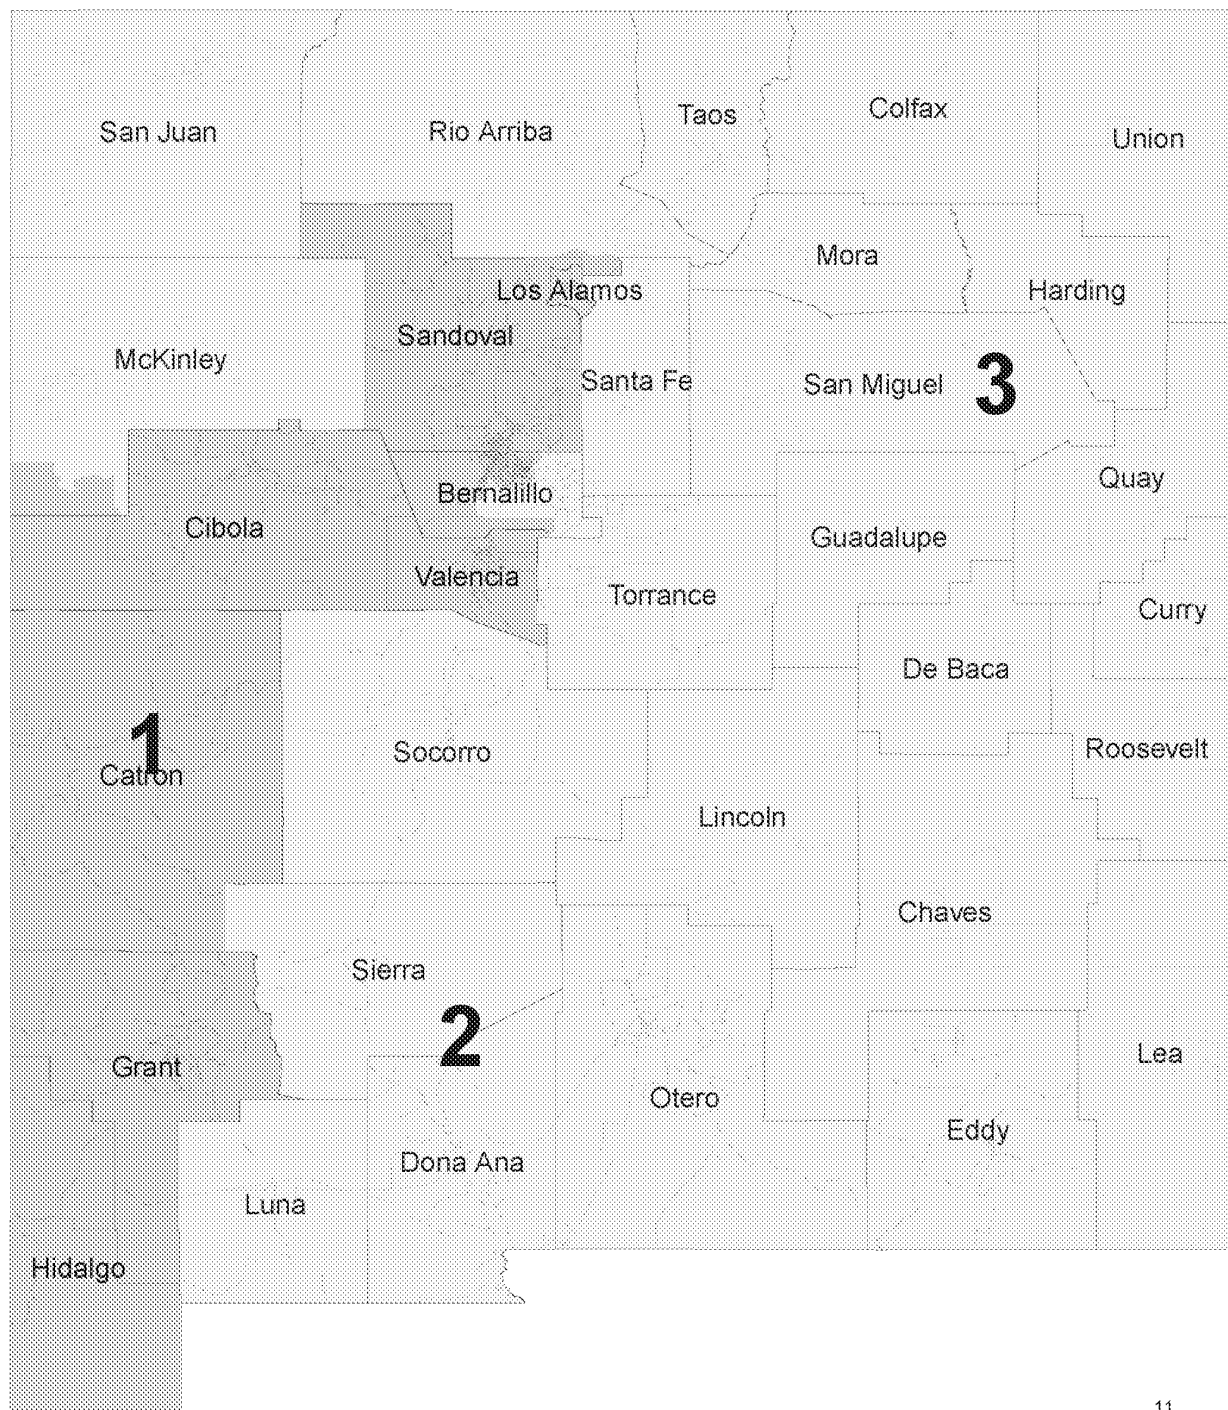 Taos
Colfax
San Juan
Rio Arriba
Union
Mora
Los Alamos
Harding
Sandoval
McKinley
Santa Fe
San Miguel
3
Quay
Bernalillo
Cibola
Guadalupe
Valencia
Torrance
Curry
De Baca
1
Socorro
Roosevelt
Catron
Lincoln
Chaves
Sierra
2
Lea
Grant
Otero
Eddy
Dona Ana
Luna
Hidalgo
11